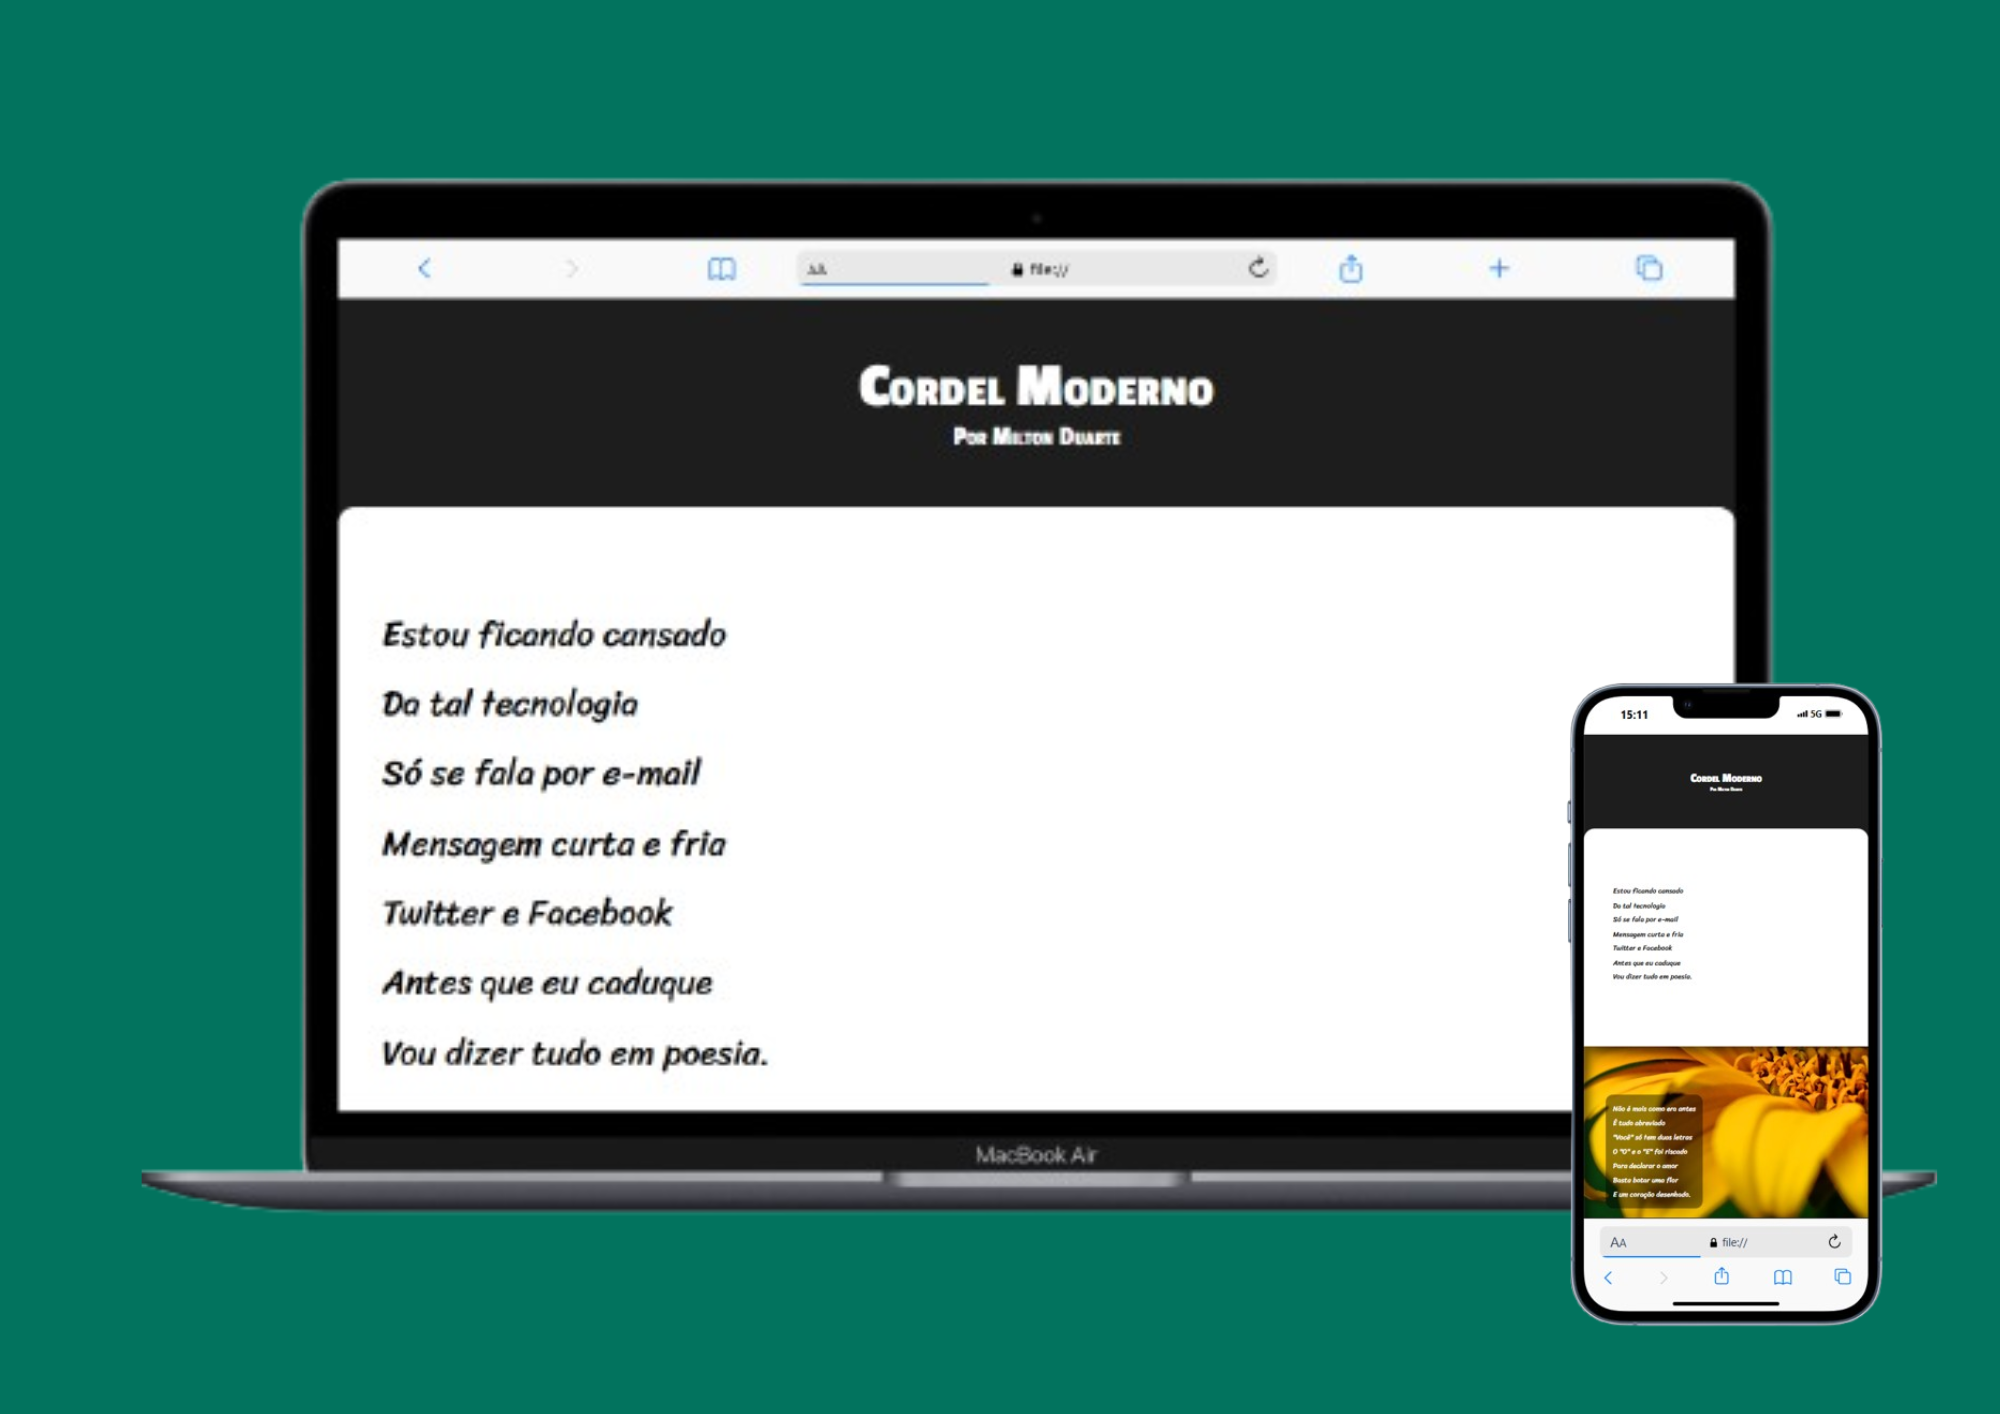 AA
file://
Cordel Moderno
Por Milton Duarte
Estou ficando cansado
Da tal tecnologia
Só se fala por e-mail
Mensagem curta e fria
Twitter e Facebook
Antes que eu caduque
Vou dizer tudo em poesia.
MacBook Air
15:11
5G
Cordel Moderno
Por Milton Duarte
Estou ficando cansado
Da tal tecnologia
Só se fala por e-mail
Mensagem curta e fria
Twitter e Facebook
Antes que eu caduque
Vou dizer tudo em poesia.
Não é mais como era antes
É tudo abreviado
"Você" só tem duas letras
O "O" e o "E" foi riscado
Para declarar o amor
Basta botar uma flor
E um coração desenhado.
AA
file://